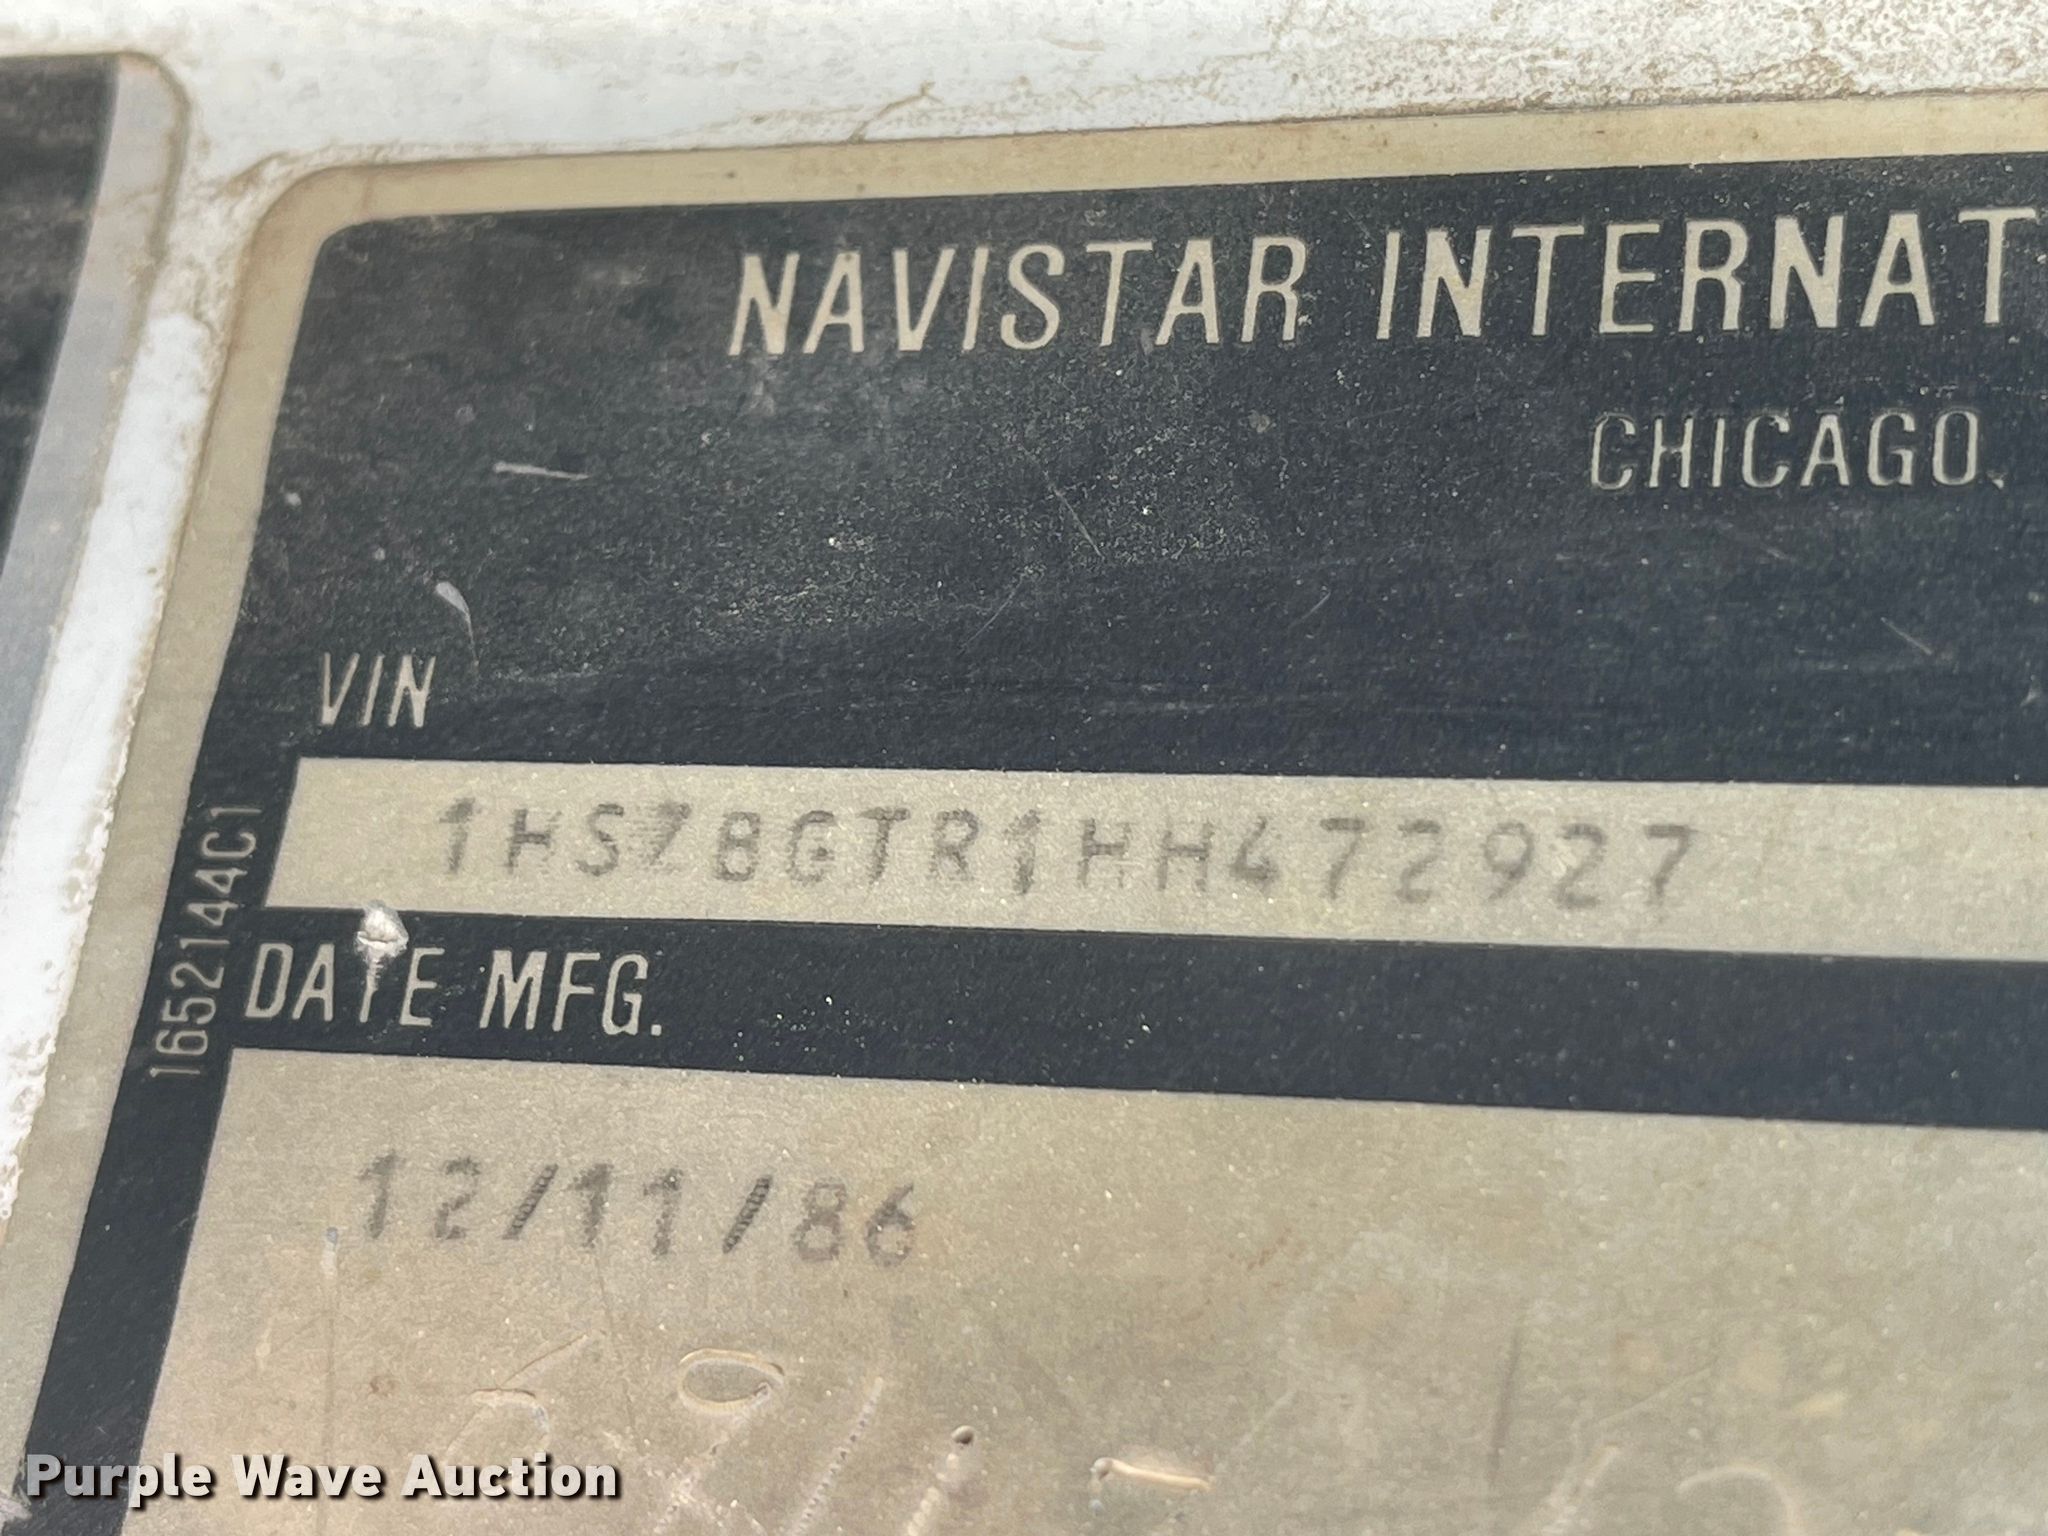 NAVISTAR INTERNAT
CHICAGO,
VIN
1HSZBGTR1HH472927
DATE MFG.
12/11/86
1652144C1
Purple Wave Auction